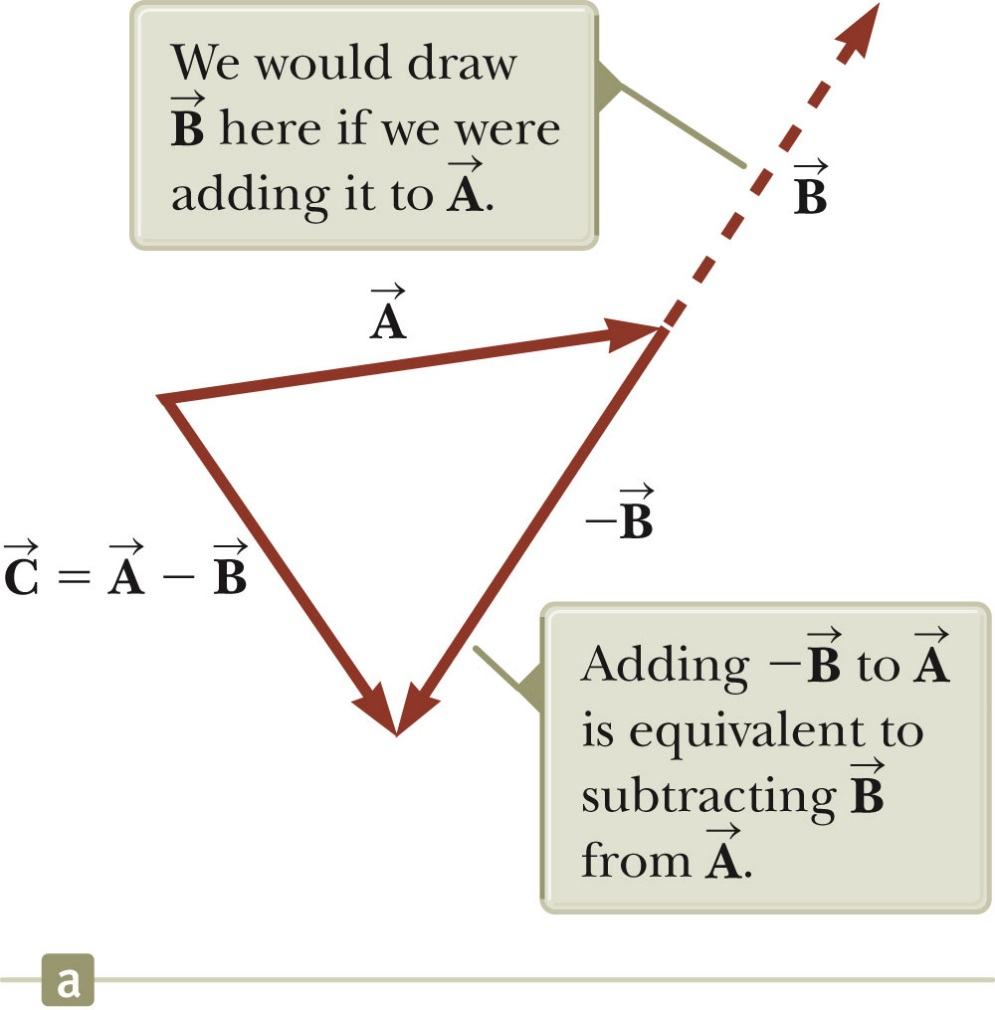 We would draw
B⃗ here if we were
adding it to A⃗.
B⃗
A⃗
−B⃗
C⃗ = A⃗ − B⃗
Adding −B⃗ to A⃗
is equivalent to
subtracting B⃗
from A⃗.
a